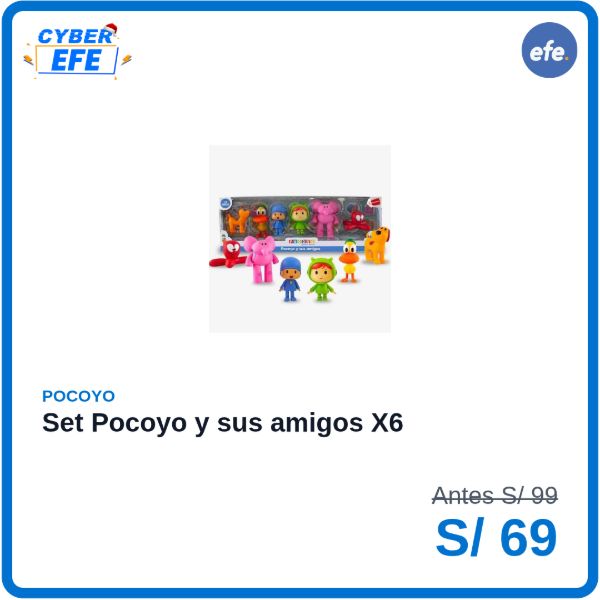 CYBER
EFE
efe.
Pocoyo y sus amigos
POCOYO
Set Pocoyo y sus amigos X6
Antes S/ 99
S/ 69